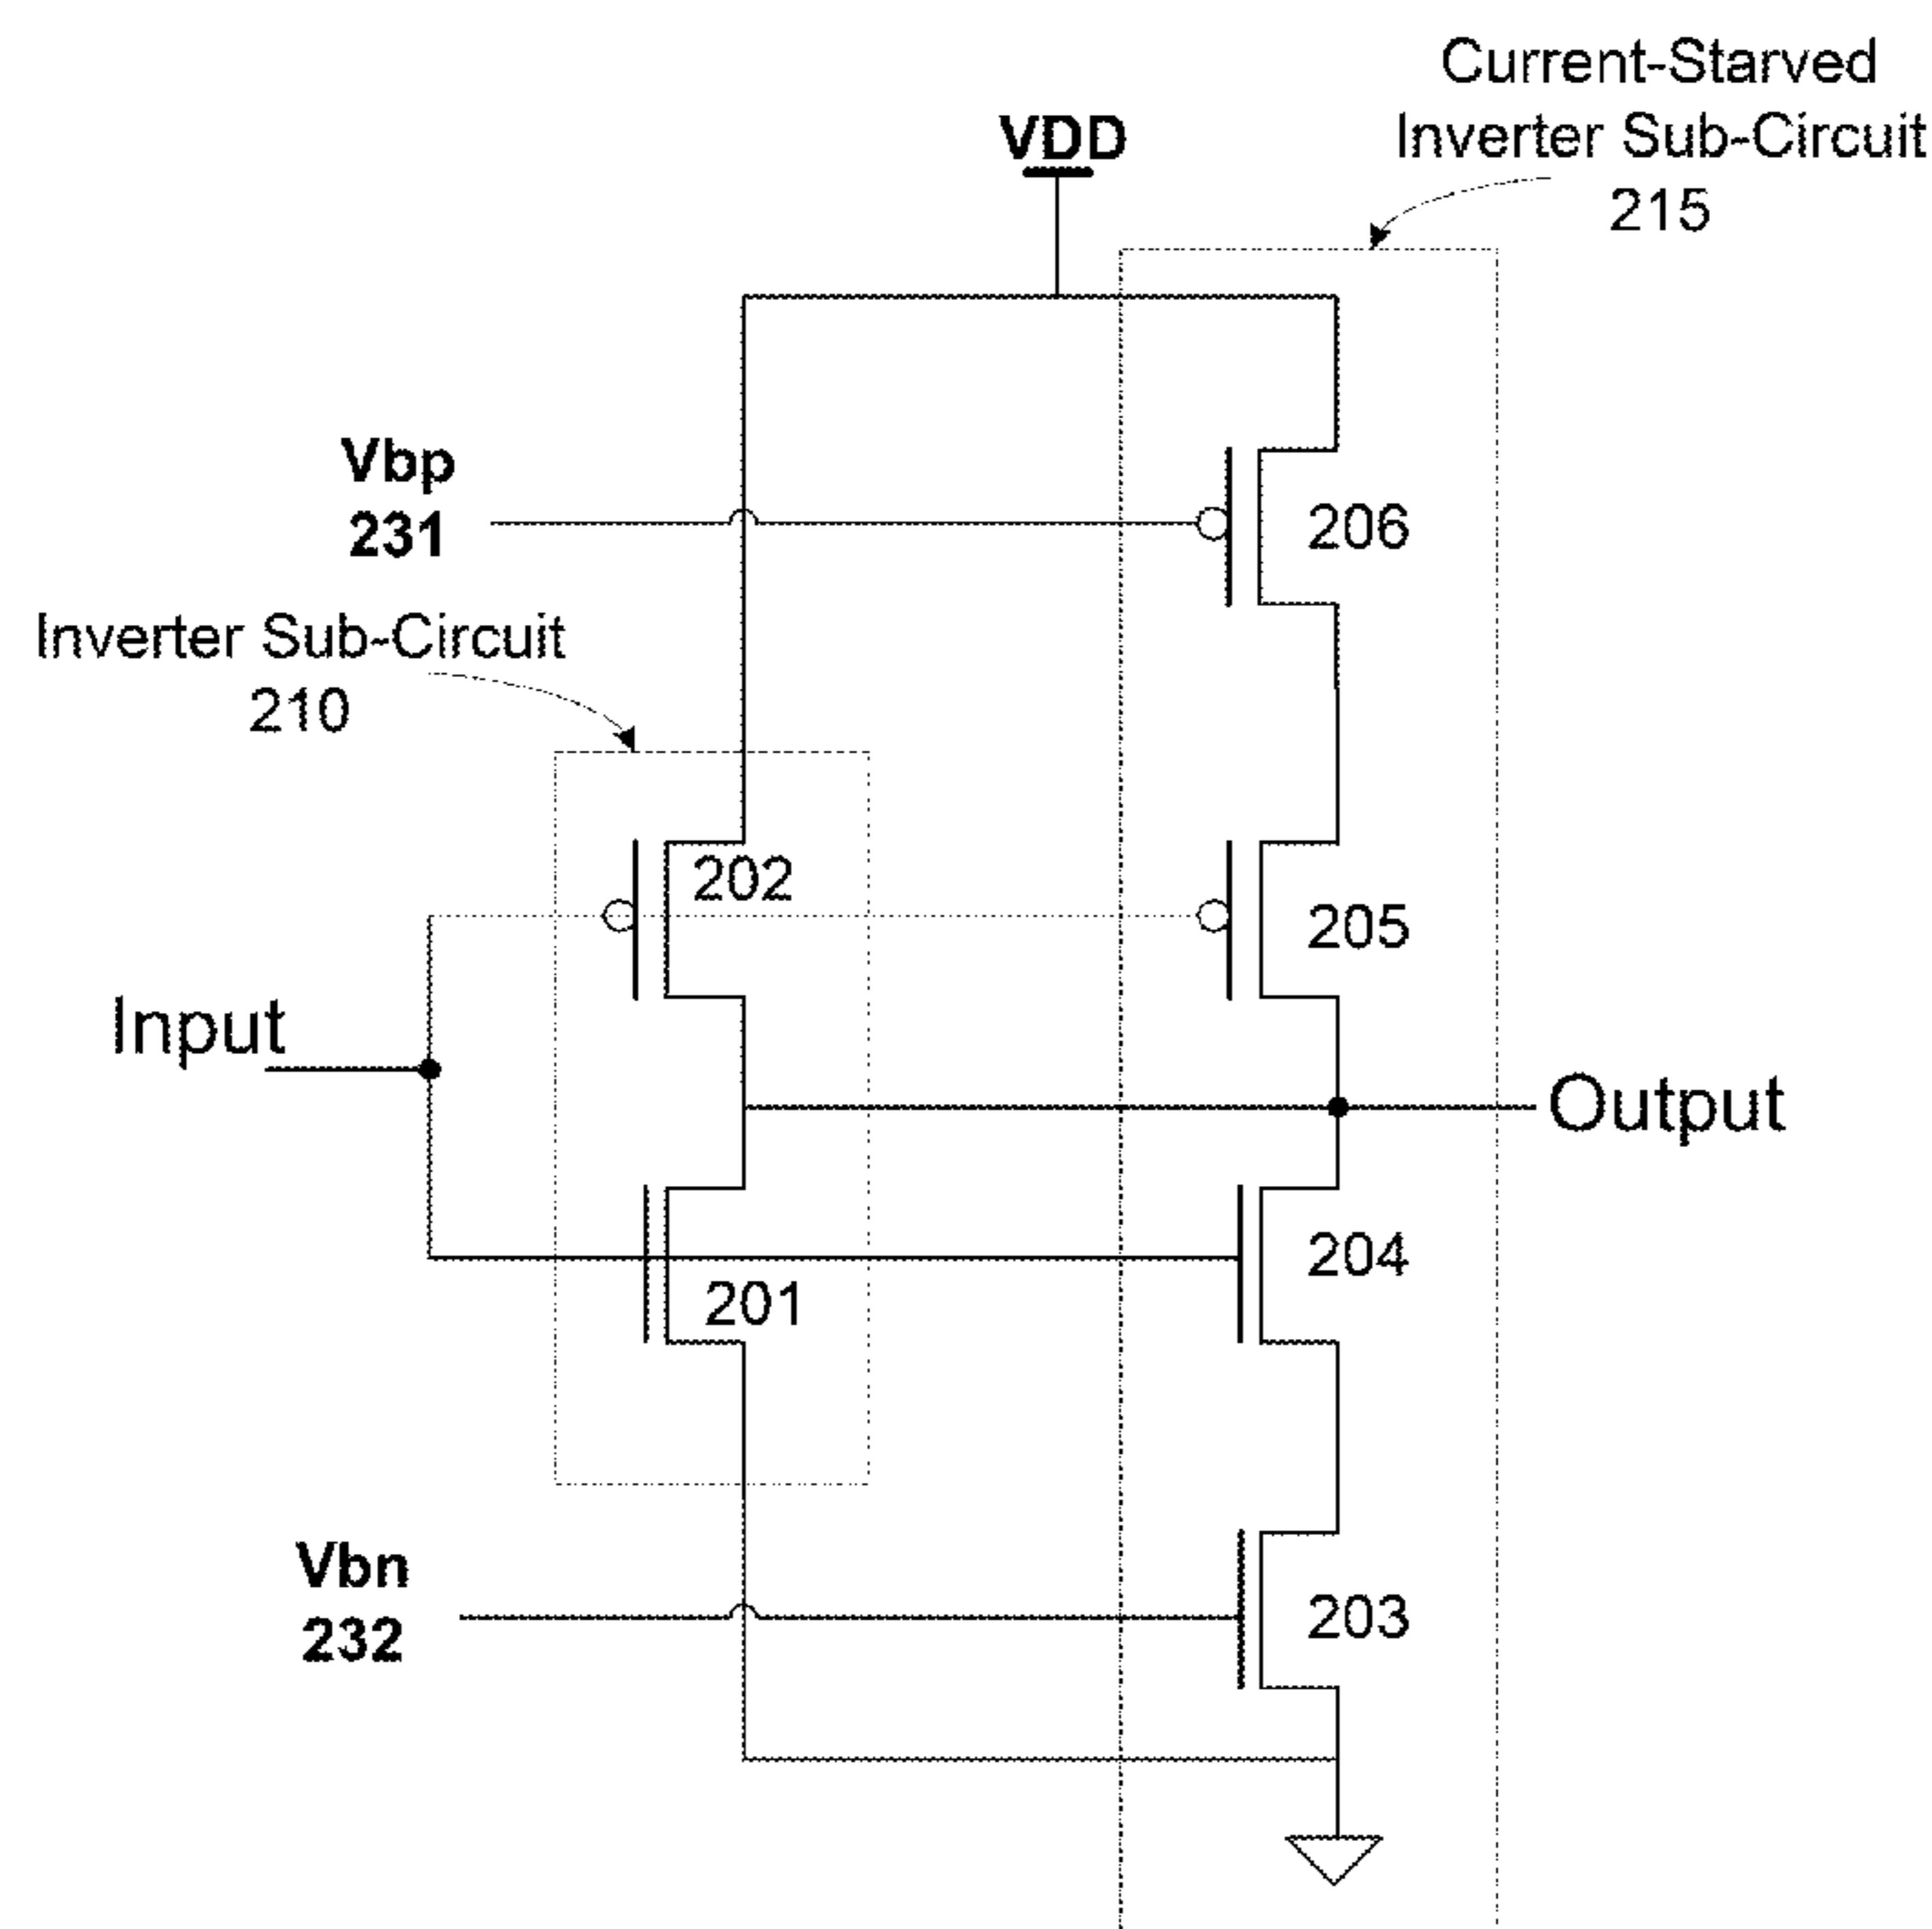 Current-Starved
Inverter Sub-Circuit
215
VDD
Vbp
231
206
Inverter Sub-Circuit
210
202
205
Input
Output
204
201
Vbn
232
203